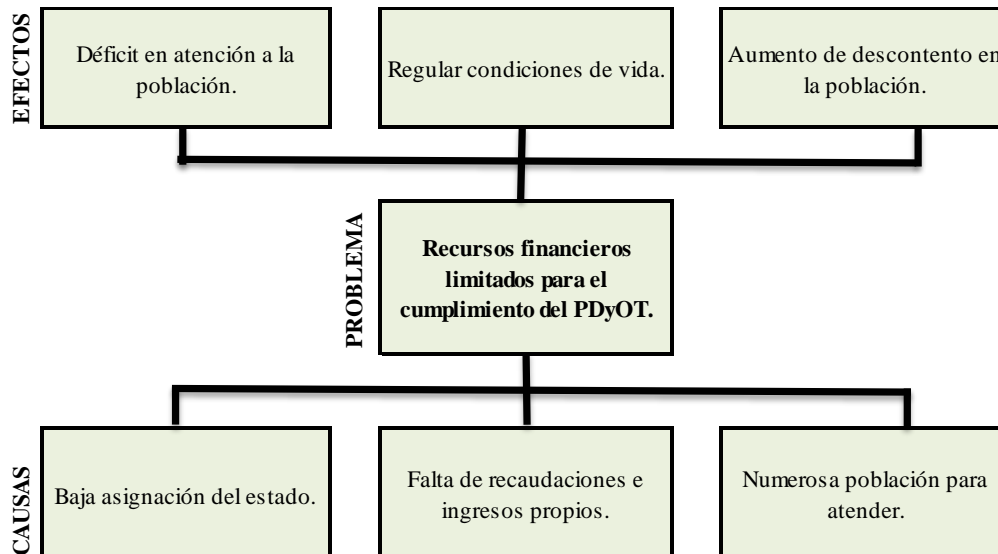 EFECTOS
Déficit en atención a la
población.
Regular condiciones de vida.
Aumento de descontento en
la población.
PROBLEMA
Recursos financieros
limitados para el
cumplimiento del PDyOT.
CAUSAS
Baja asignación del estado.
Falta de recaudaciones e
ingresos propios.
Numerosa población para
atender.